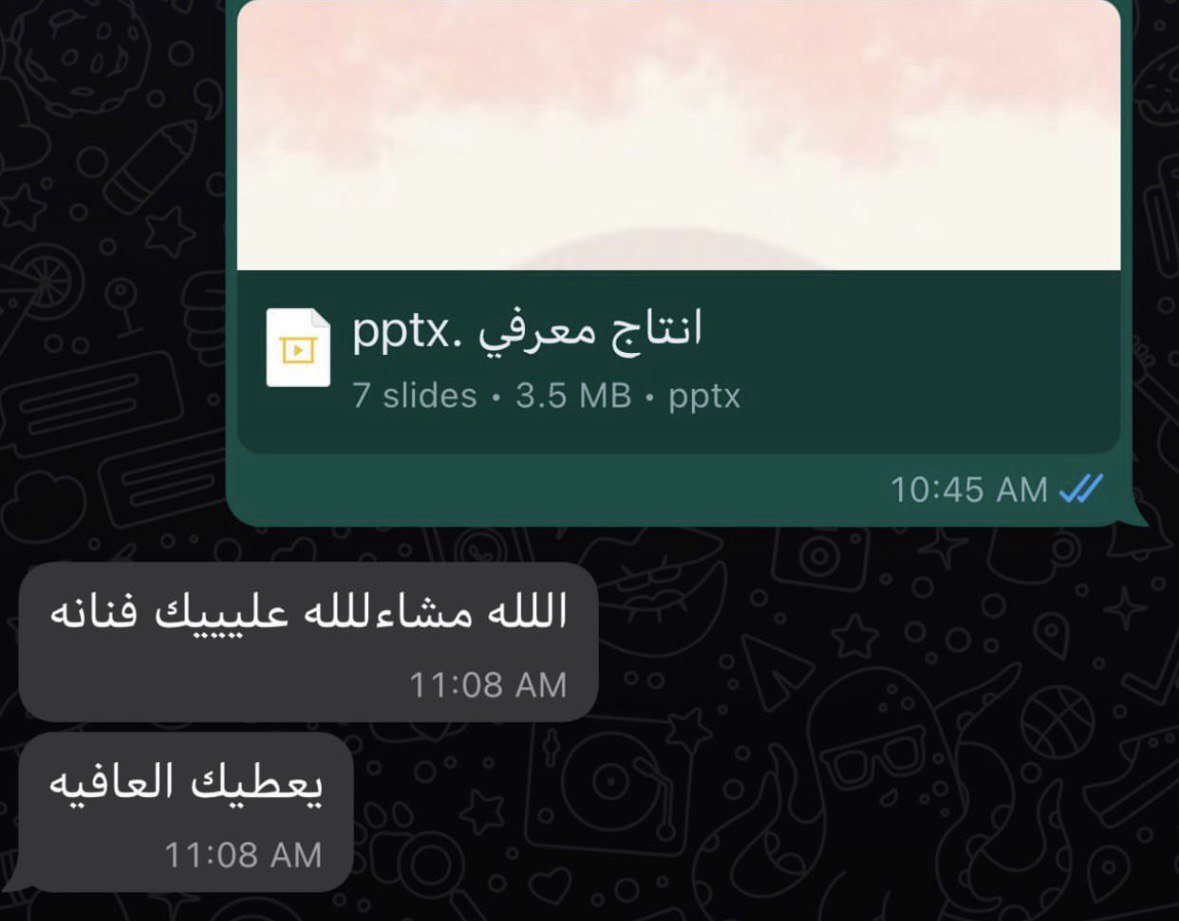 انتاج معرفي .pptx
7 slides • 3.5 MB • pptx
10:45 AM
اللله مشاءلللله عليييك فنانه
11:08 AM
يعطيك العافيه
11:08 AM